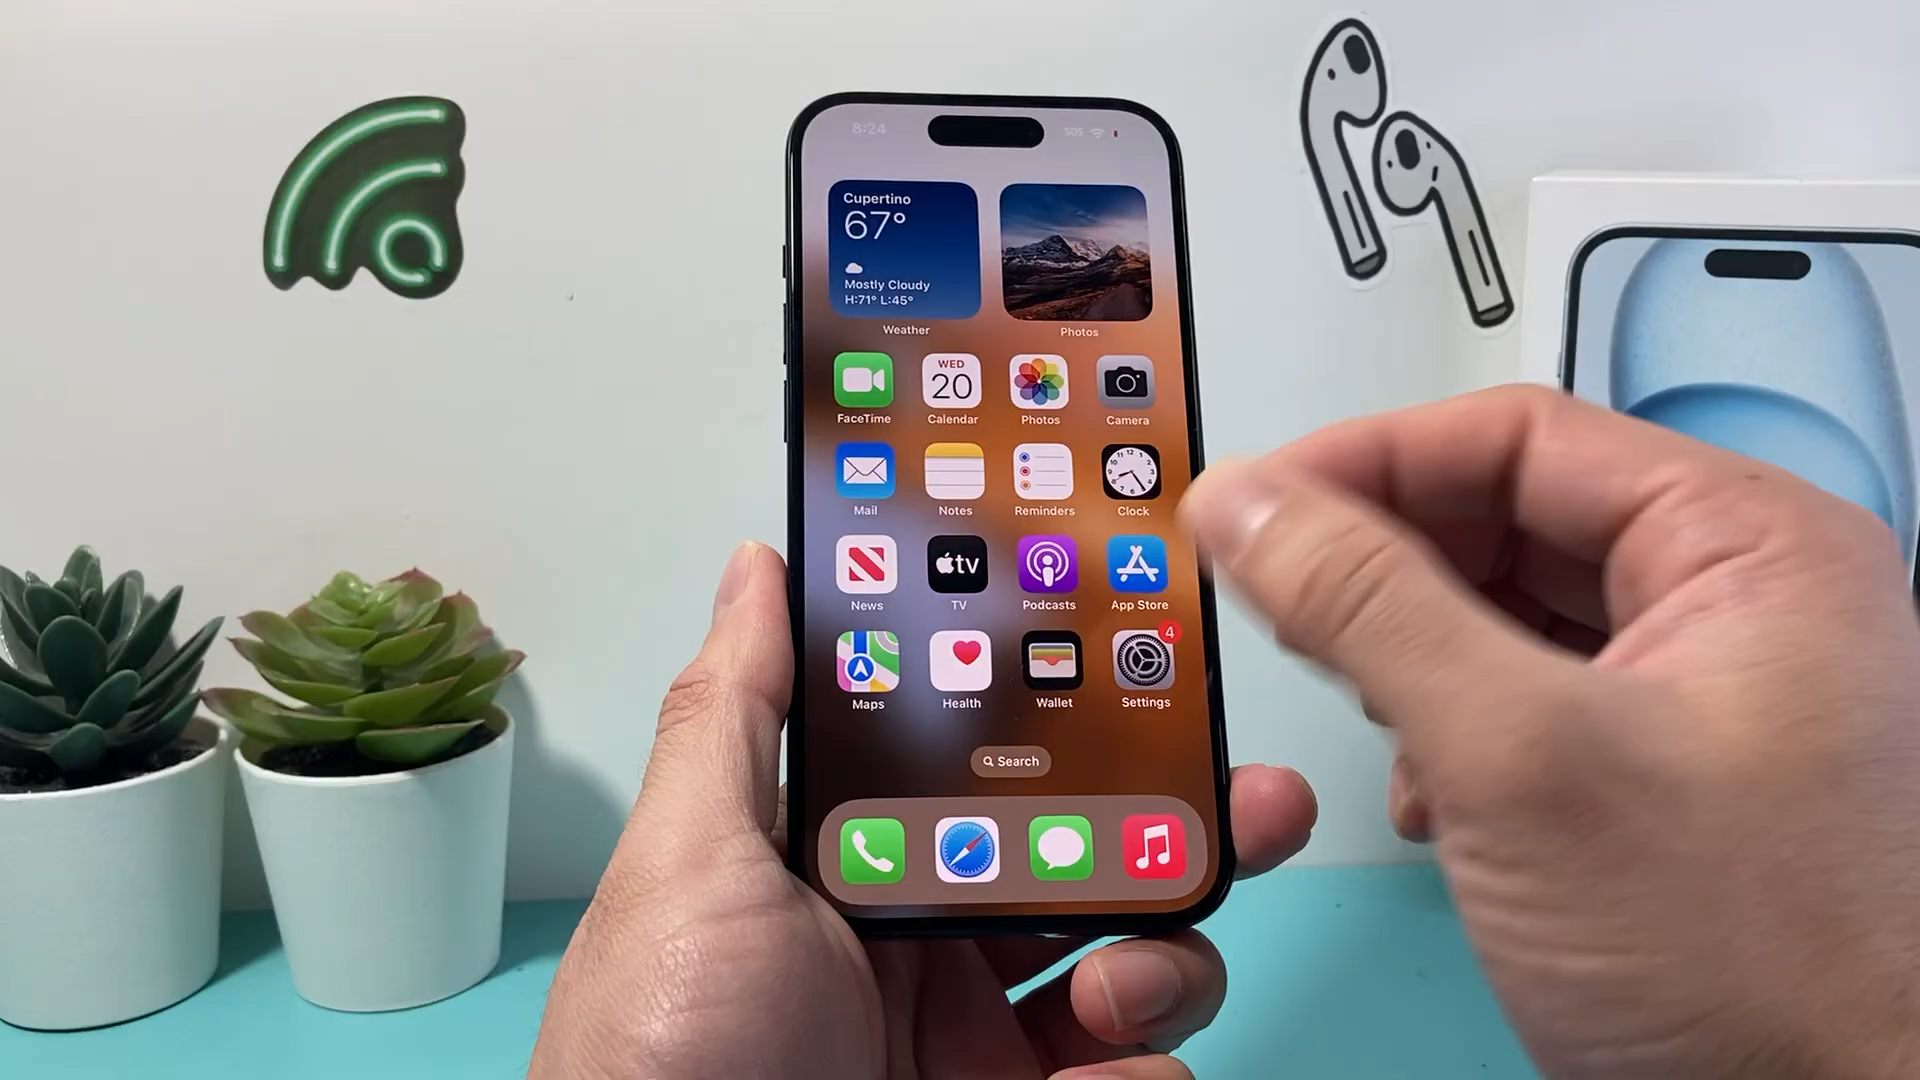 8:24
SOS
Cupertino
67°
Mostly Cloudy
H:71° L:45°
Weather
Photos
WED
20
FaceTime
Calendar
Photos
Camera
Mail
Notes
Reminders
Clock
tv
News
TV
Podcasts
App Store
4
Maps
Health
Wallet
Settings
Search